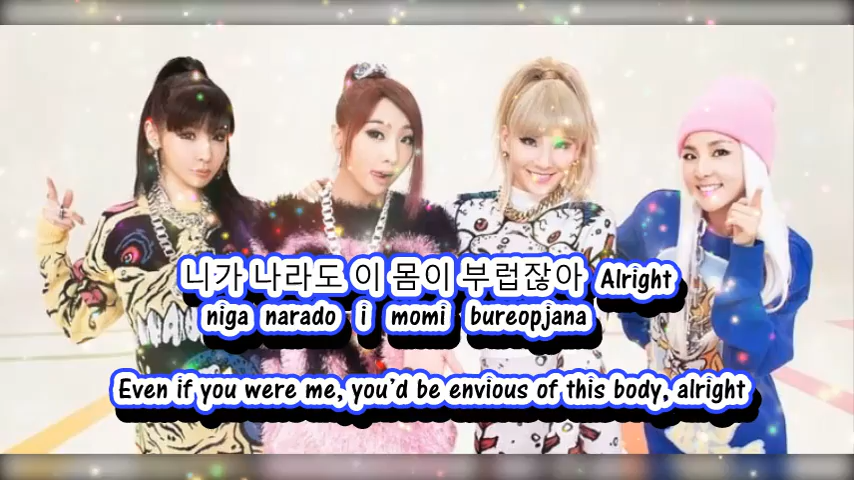 니가 나라도 이 몸이 부럽잖아 Alright
niga narado i momi bureopjana
Even if you were me, you'd be envious of this body, alright